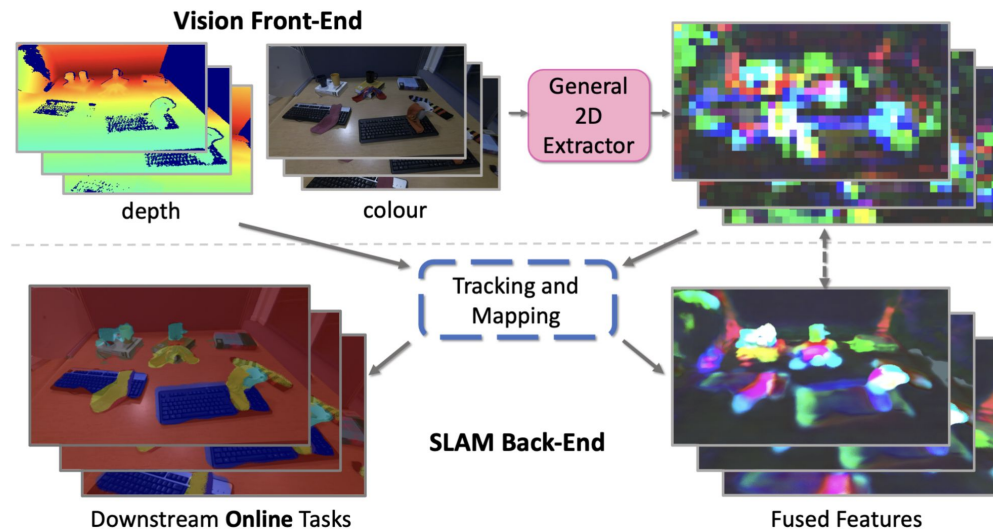 Vision Front-End
General
2D
Extractor
depth
colour
Tracking and
Mapping
SLAM Back-End
Downstream Online Tasks
Fused Features